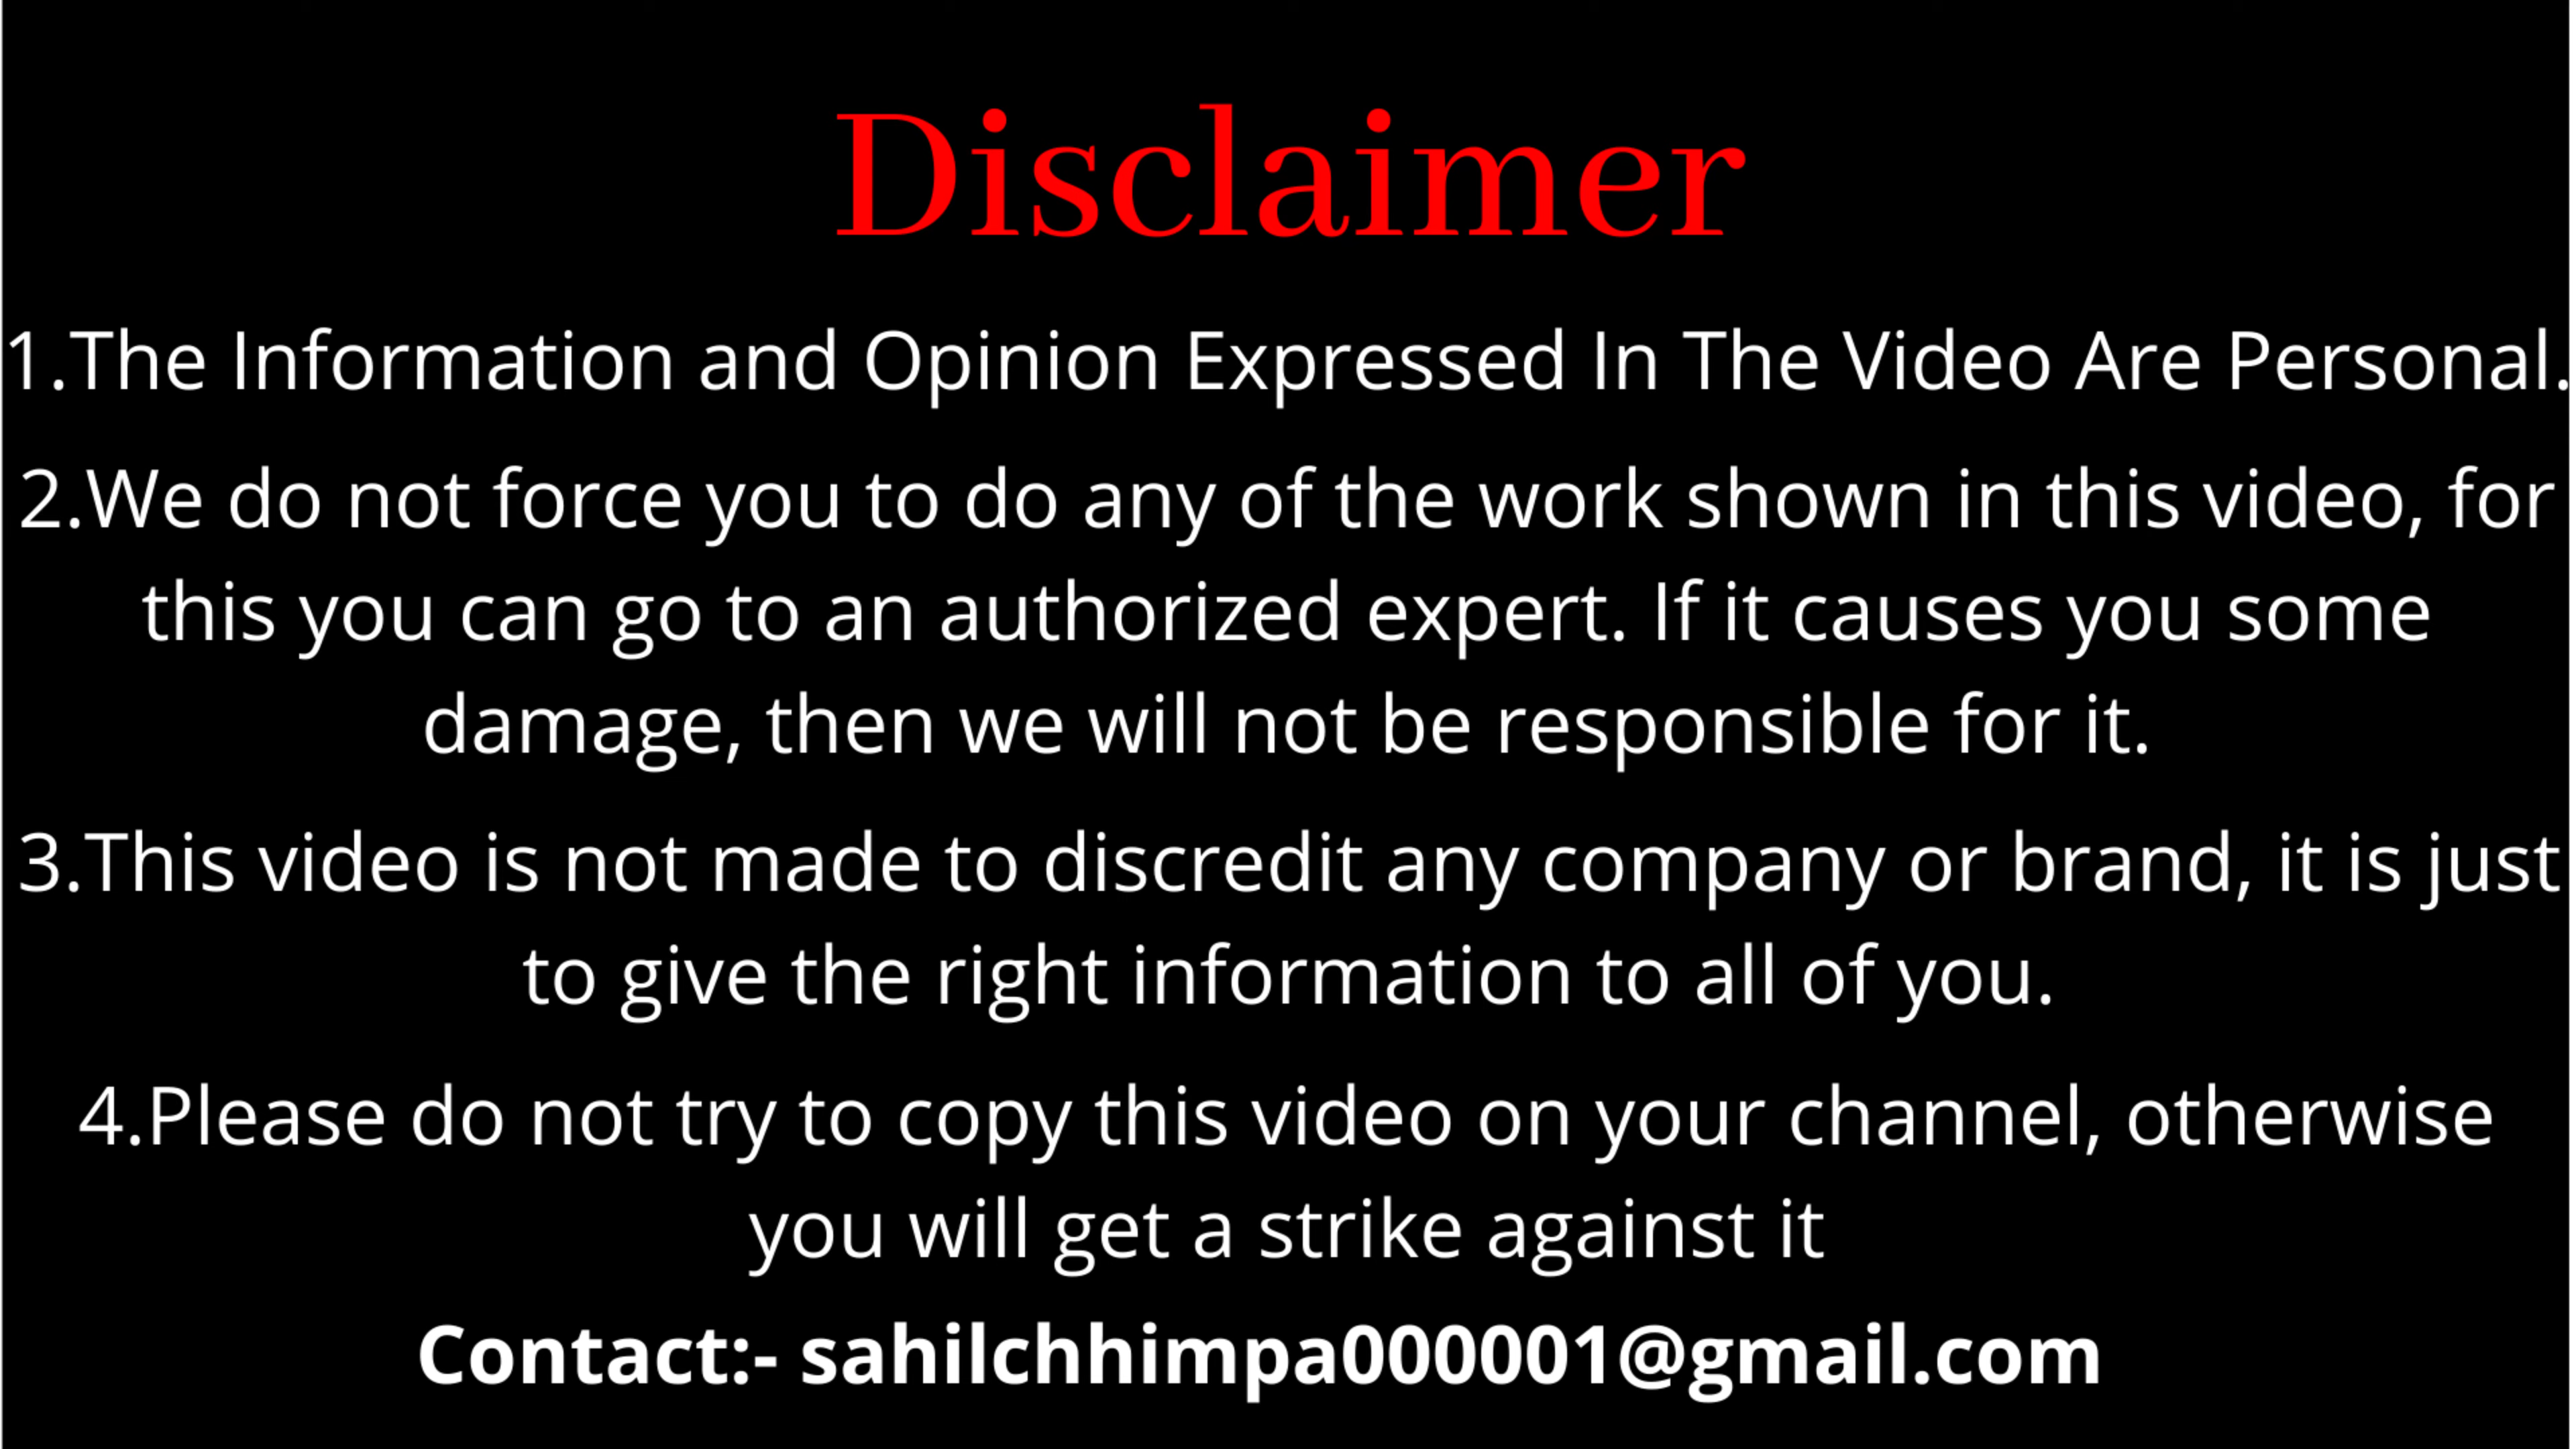 Disclaimer
1.The Information and Opinion Expressed In The Video Are Personal.
2.We do not force you to do any of the work shown in this video, for
this you can go to an authorized expert. If it causes you some
damage, then we will not be responsible for it.
3.This video is not made to discredit any company or brand, it is just
to give the right information to all of you.
4.Please do not try to copy this video on your channel, otherwise
you will get a strike against it
Contact:- sahilchhimpa000001@gmail.com